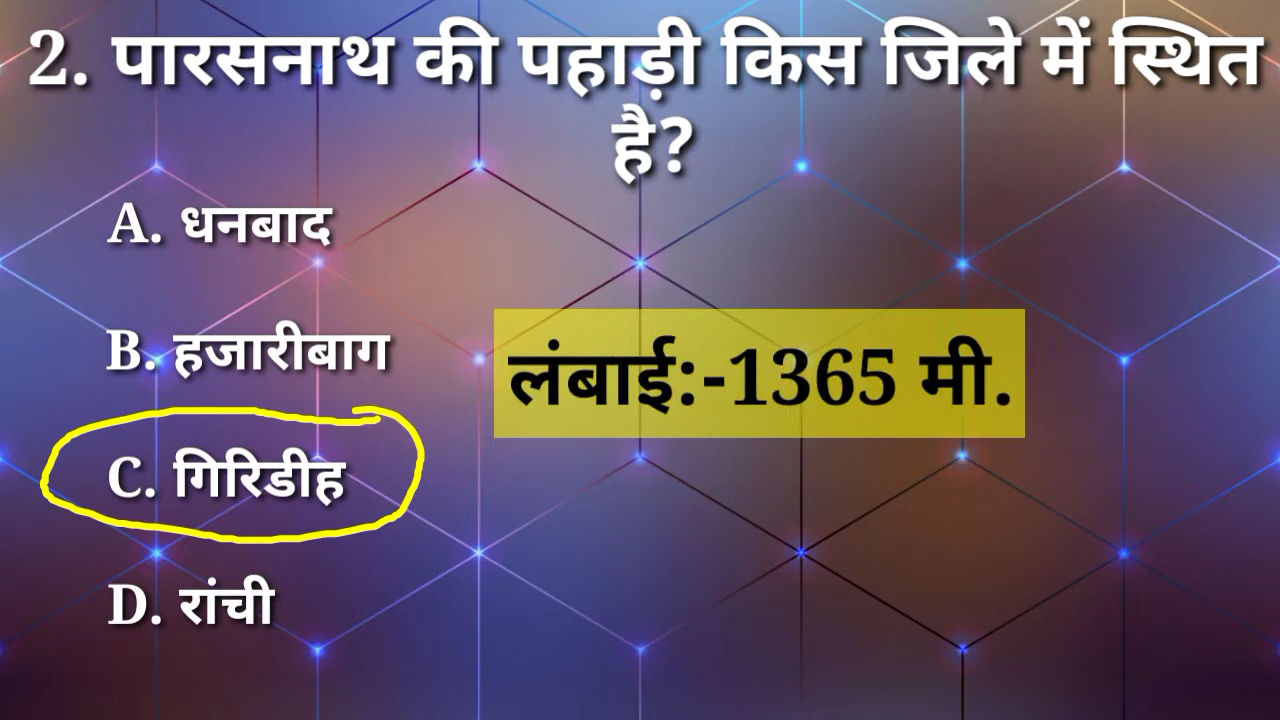 2. पारसनाथ की पहाड़ी किस जिले में स्थित
है?
A. धनबाद
B. हजारीबाग
लंबाई:-1365 मी.
C. गिरिडीह
D. रांची